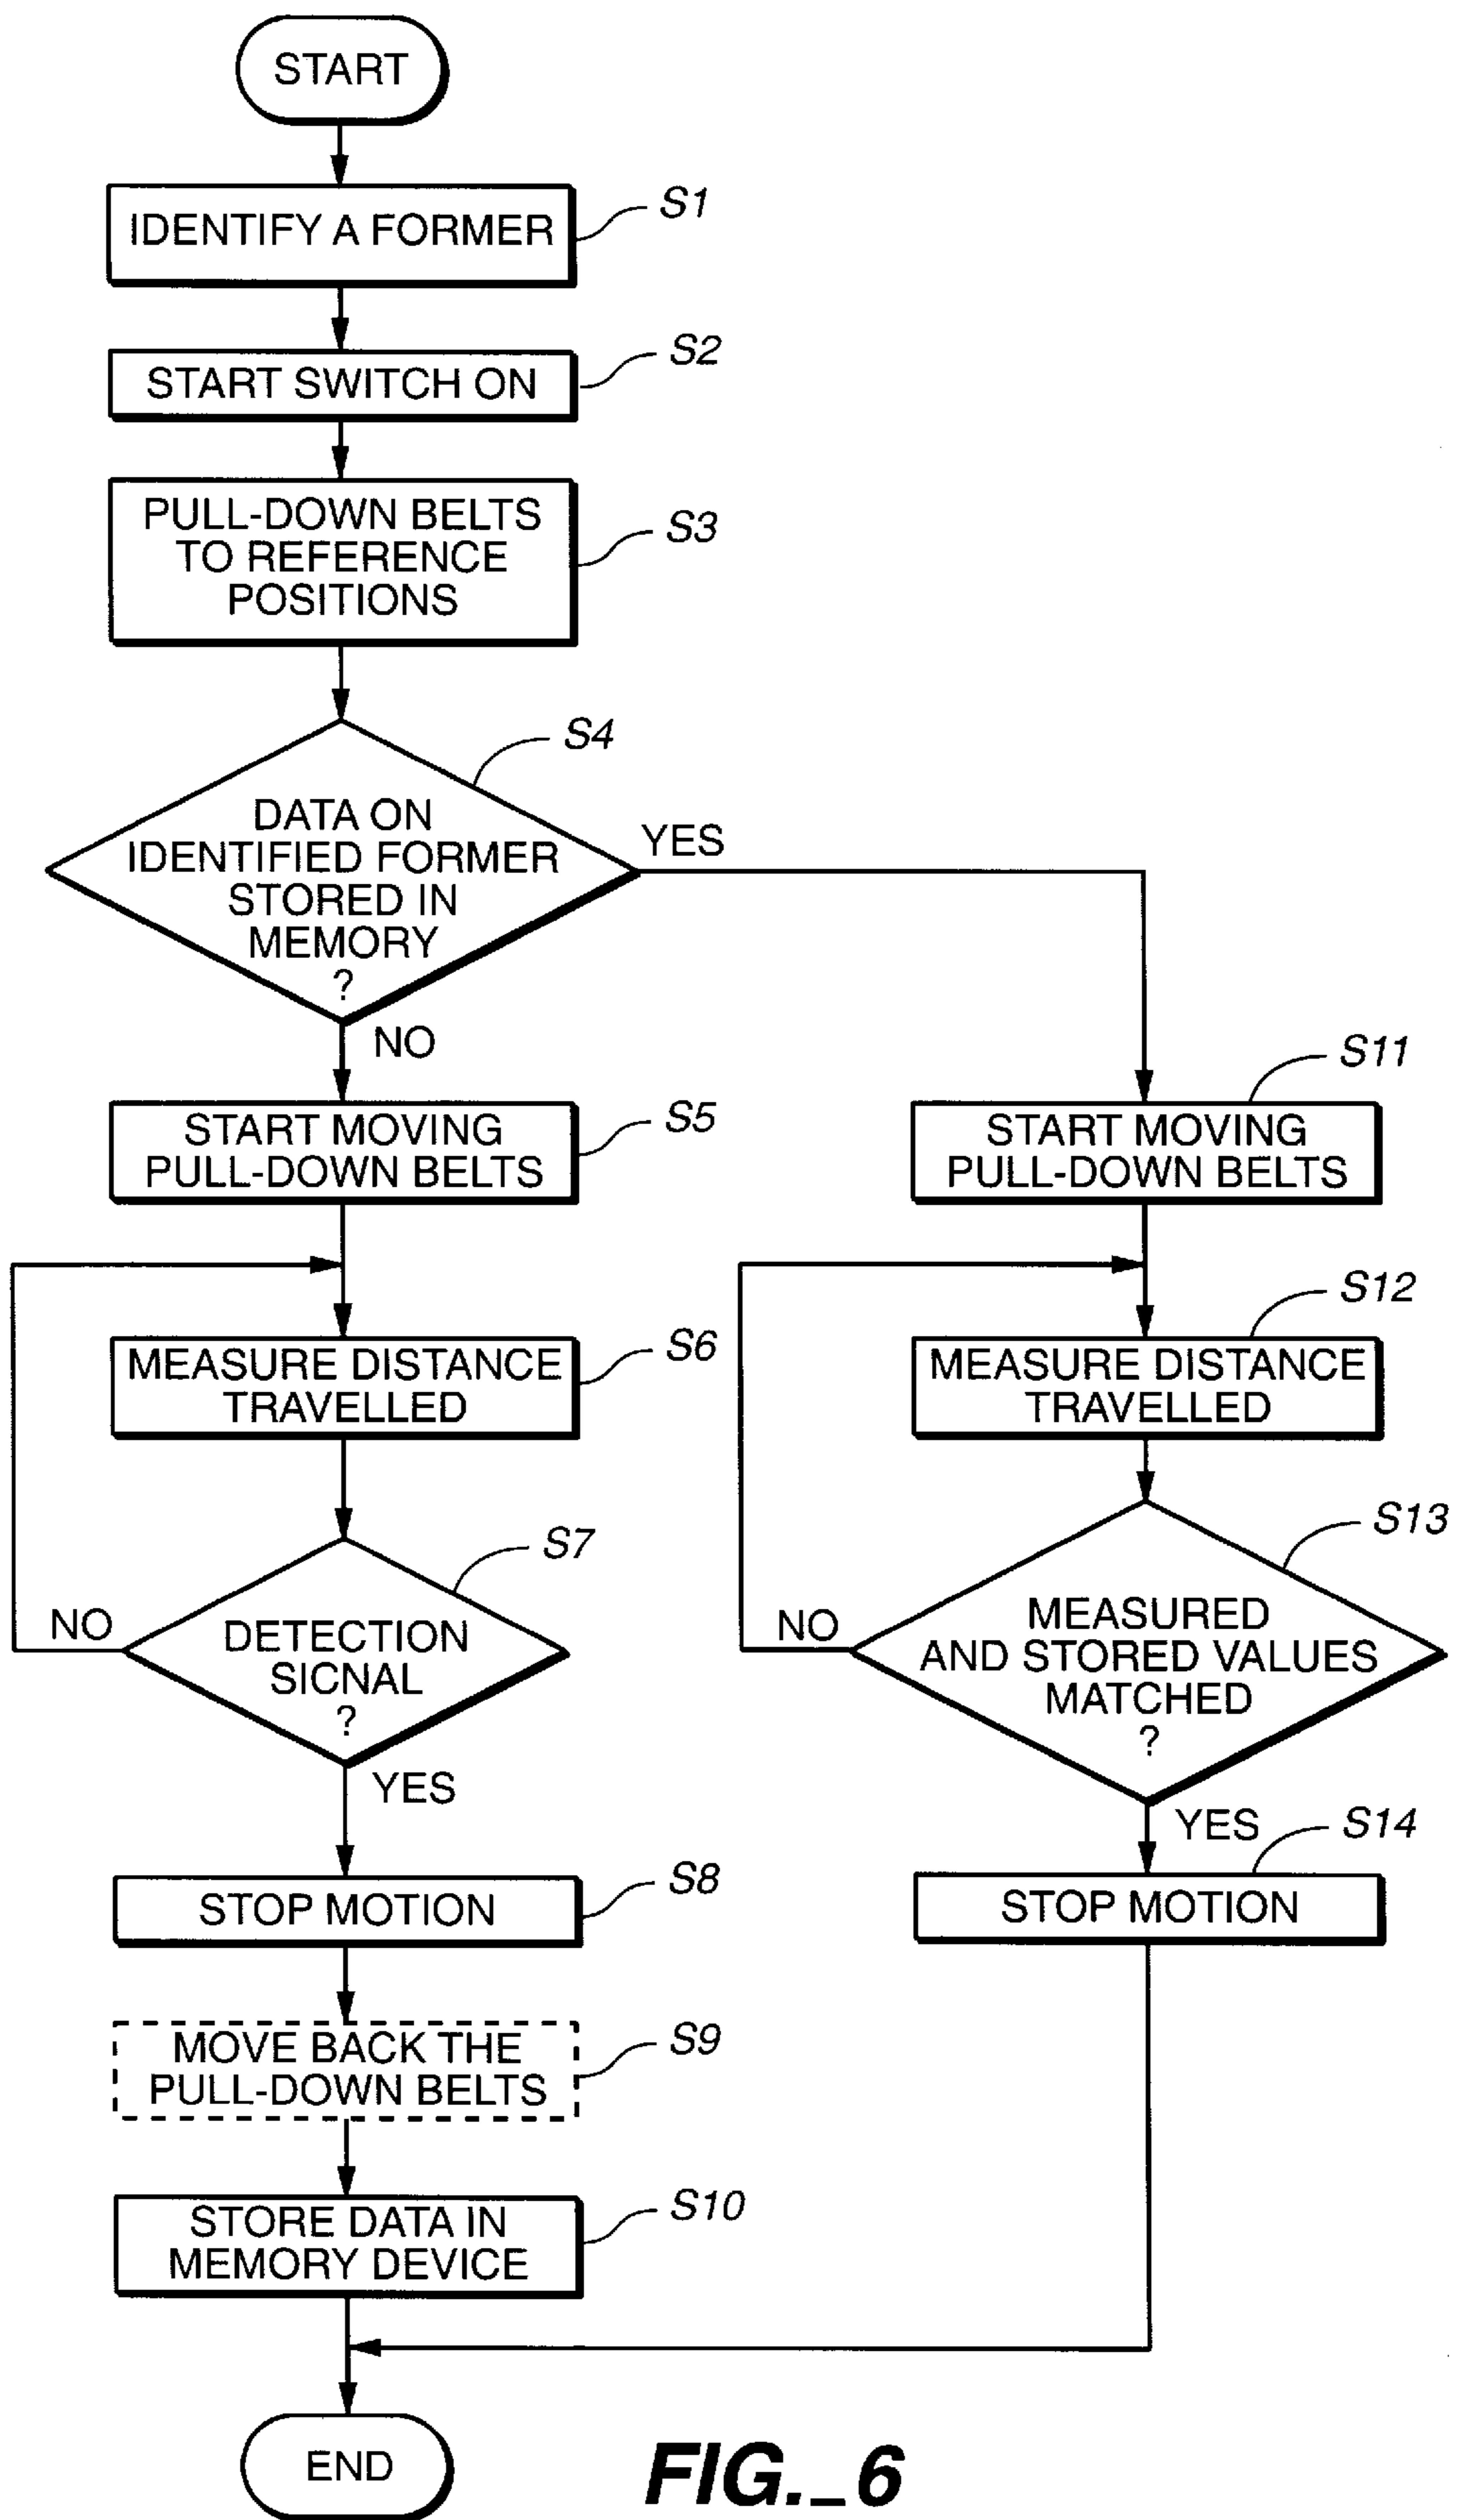 START
IDENTIFY A FORMER
S1
START SWITCH ON
S2
PULL-DOWN BELTS
TO REFERENCE
POSITIONS
S3
S4
DATA ON
IDENTIFIED FORMER
STORED IN
MEMORY
?
YES
NO
START MOVING
PULL-DOWN BELTS
S5
MEASURE DISTANCE
TRAVELLED
S6
S7
DETECTION
SICNAL
?
NO
YES
STOP MOTION
S8
MOVE BACK THE
PULL-DOWN BELTS
S9
STORE DATA IN
MEMORY DEVICE
S10
S11
START MOVING
PULL-DOWN BELTS
S12
MEASURE DISTANCE
TRAVELLED
S13
MEASURED
AND STORED VALUES
MATCHED
?
NO
YES
S14
STOP MOTION
END
FIG._6